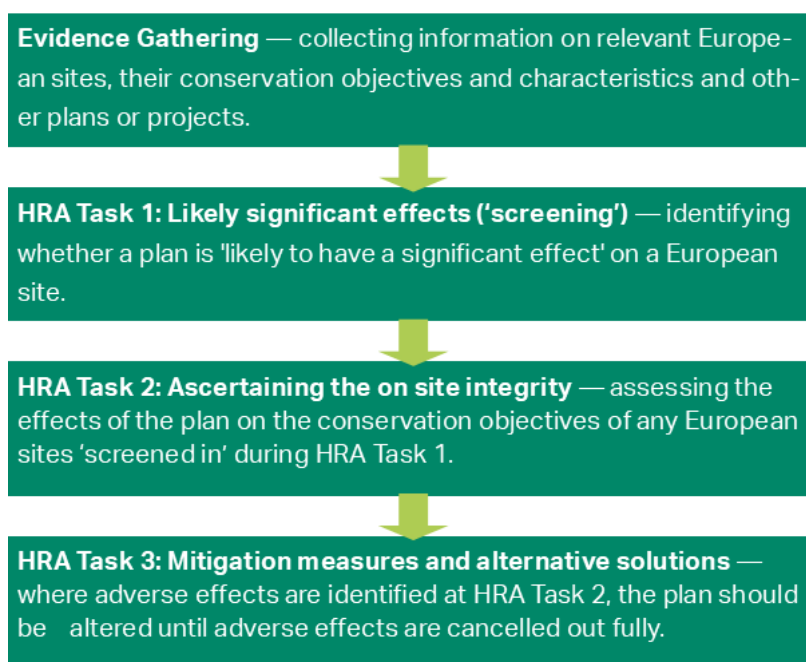 Evidence Gathering — collecting information on relevant Europe-
an sites, their conservation objectives and characteristics and oth-
er plans or projects.
HRA Task 1: Likely significant effects (‘screening’) — identifying
whether a plan is 'likely to have a significant effect' on a European
site.
HRA Task 2: Ascertaining the on site integrity — assessing the
effects of the plan on the conservation objectives of any European
sites ‘screened in’ during HRA Task 1.
HRA Task 3: Mitigation measures and alternative solutions —
where adverse effects are identified at HRA Task 2, the plan should
be altered until adverse effects are cancelled out fully.